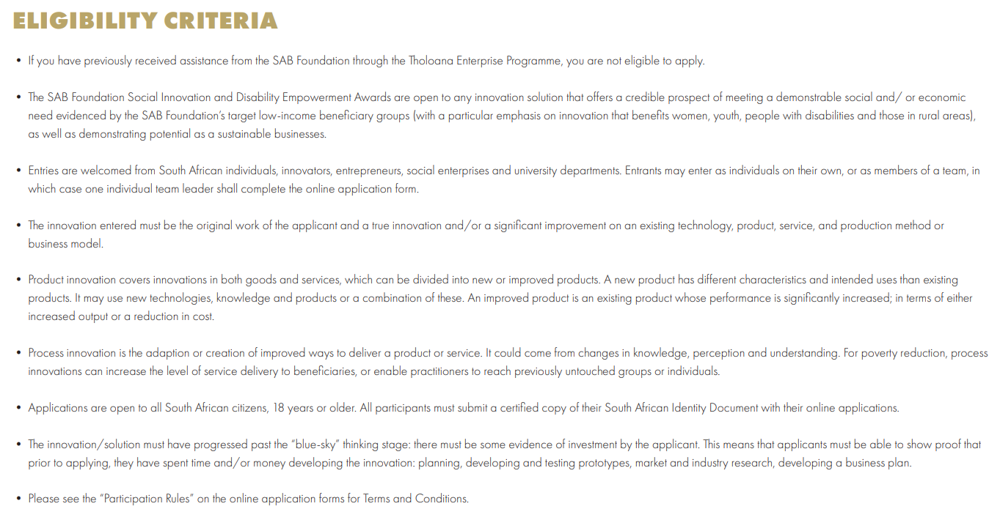 ELIGIBILITY CRITERIA
• If you have previously received assistance from the SAB Foundation through the Tholoana Enterprise Programme, you are not eligible to apply.
• The SAB Foundation Social Innovation and Disability Empowerment Awards are open to any innovation solution that offers a credible prospect of meeting a demonstrable social and/ or economic
need evidenced by the SAB Foundation's target low-income beneficiary groups (with a particular emphasis on innovation that benefits women, youth, people with disabilities and those in rural areas),
as well as demonstrating potential as a sustainable businesses.
• Entries are welcomed from South African individuals, innovators, entrepreneurs, social enterprises and university departments. Entrants may enter as individuals on their own, or as members of a team, in
which case one individual team leader shall complete the online application form.
• The innovation entered must be the original work of the applicant and a true innovation and/or a significant improvement on an existing technology, product, service, and production method or
business model.
• Product innovation covers innovations in both goods and services, which can be divided into new or improved products. A new product has different characteristics and intended uses than existing
products. It may use new technologies, knowledge and products or a combination of these. An improved product is an existing product whose performance is significantly increased; in terms of either
increased output or a reduction in cost.
• Process innovation is the adaption or creation of improved ways to deliver a product or service. It could come from changes in knowledge, perception and understanding. For poverty reduction, process
innovations can increase the level of service delivery to beneficiaries, or enable practitioners to reach previously untouched groups or individuals.
• Applications are open to all South African citizens, 18 years or older. All participants must submit a certified copy of their South African Identity Document with their online applications.
• The innovation/solution must have progressed past the “blue-sky” thinking stage: there must be some evidence of investment by the applicant. This means that applicants must be able to show proof that
prior to applying, they have spent time and/or money developing the innovation: planning, developing and testing prototypes, market and industry research, developing a business plan.
• Please see the “Participation Rules” on the online application forms for Terms and Conditions.